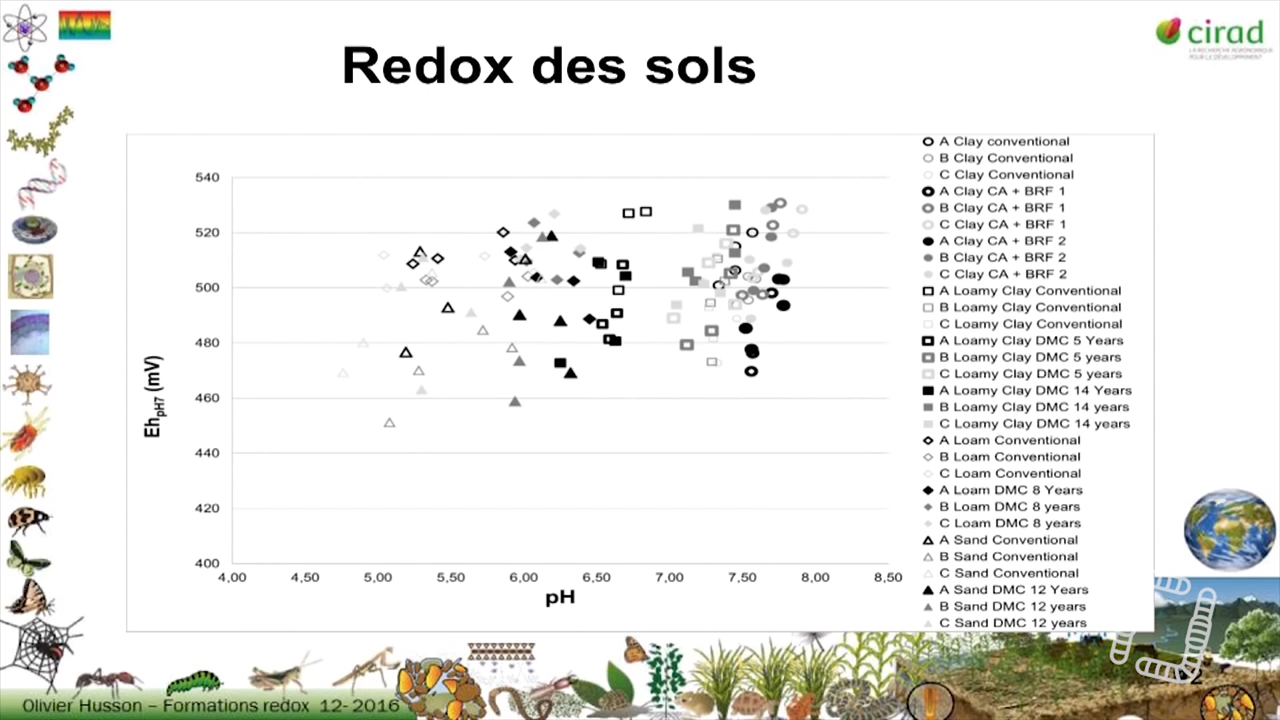 Redox des sols
cirad
LA RECHERCHE AGRONOMIQUE
POUR LE DÉVELOPPEMENT
540
520
500
480
460
440
420
400
4,00 4,50 5,00 5,50 6,00 6,50 7,00 7,50 8,00 8,50
pH
EhpH7 (mV)
A Clay conventional
B Clay Conventional
C Clay Conventional
A Clay CA + BRF 1
B Clay CA + BRF 1
C Clay CA + BRF 1
A Clay CA + BRF 2
B Clay CA + BRF 2
C Clay CA + BRF 2
A Loamy Clay Conventional
B Loamy Clay Conventional
C Loamy Clay Conventional
A Loamy Clay DMC 5 Years
B Loamy Clay DMC 5 years
C Loamy Clay DMC 5 years
A Loamy Clay DMC 14 Years
B Loamy Clay DMC 14 years
C Loamy Clay DMC 14 years
A Loam Conventional
B Loam Conventional
C Loam Conventional
A Loam DMC 8 Years
B Loam DMC 8 years
C Loam DMC 8 years
A Sand Conventional
B Sand Conventional
C Sand Conventional
A Sand DMC 12 Years
B Sand DMC 12 years
C Sand DMC 12 years
Olivier Husson – Formations redox 12- 2016